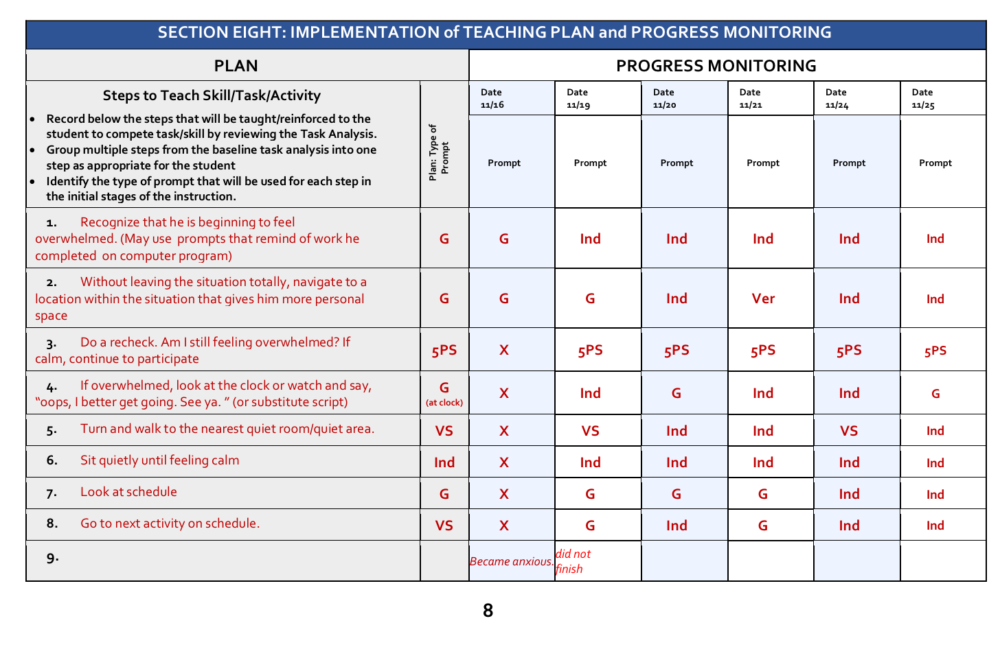 SECTION EIGHT: IMPLEMENTATION of TEACHING PLAN and PROGRESS MONITORING
PLAN
PROGRESS MONITORING
Steps to Teach Skill/Task/Activity
• Record below the steps that will be taught/reinforced to the
student to compete task/skill by reviewing the Task Analysis.
• Group multiple steps from the baseline task analysis into one
step as appropriate for the student
• Identify the type of prompt that will be used for each step in
the initial stages of the instruction.
Plan: Type of
Prompt
Date
11/16
Date
11/19
Date
11/20
Date
11/21
Date
11/24
Date
11/25
Prompt Prompt Prompt Prompt Prompt Prompt
1. Recognize that he is beginning to feel
overwhelmed. (May use prompts that remind of work he
completed on computer program)
G G Ind Ind Ind Ind Ind
2. Without leaving the situation totally, navigate to a
location within the situation that gives him more personal
space
G G G Ind Ver Ind Ind
3. Do a recheck. Am I still feeling overwhelmed? If
calm, continue to participate
5PS X 5PS 5PS 5PS 5PS 5PS
4. If overwhelmed, look at the clock or watch and say,
“oops, I better get going. See ya. ” (or substitute script)
G
(at clock)
X Ind G Ind Ind G
5. Turn and walk to the nearest quiet room/quiet area.
VS X VS Ind Ind VS Ind
6. Sit quietly until feeling calm
Ind X Ind Ind Ind Ind Ind
7. Look at schedule
G X G G G Ind Ind
8. Go to next activity on schedule.
VS X G Ind G Ind Ind
9.
Became anxious.
did not
finish
8